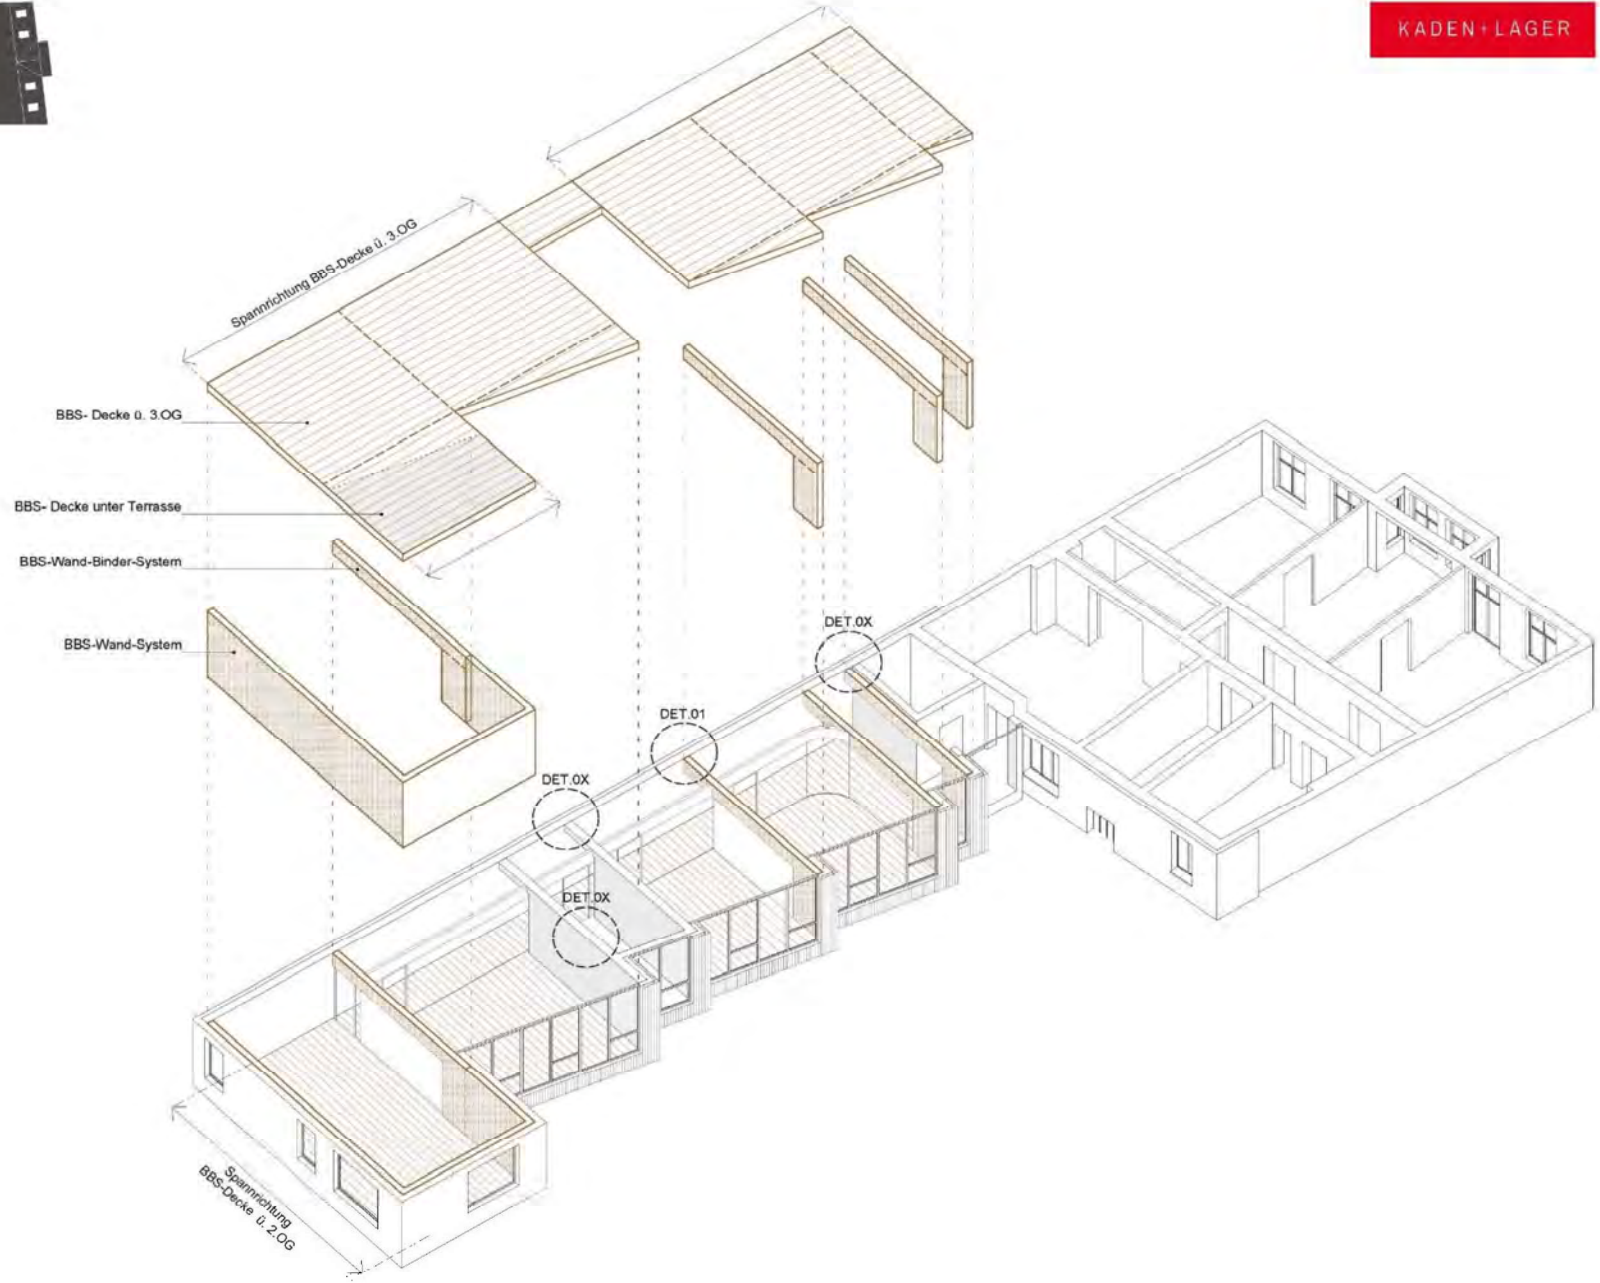 KADEN+LAGER
Spannrichtung BBS-Decke ü. 3.OG
BBS- Decke ü. 3.OG
BBS- Decke unter Terrasse
BBS-Wand-Binder-System
BBS-Wand-System
DET.0X
DET.01
DET.0X
DET.0X
Spannrichtung
BBS-Decke ü. 2.OG